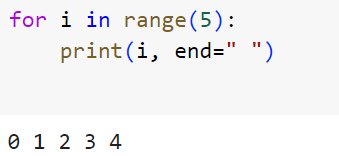 for i in range(5):
    print(i, end=" ")
0 1 2 3 4